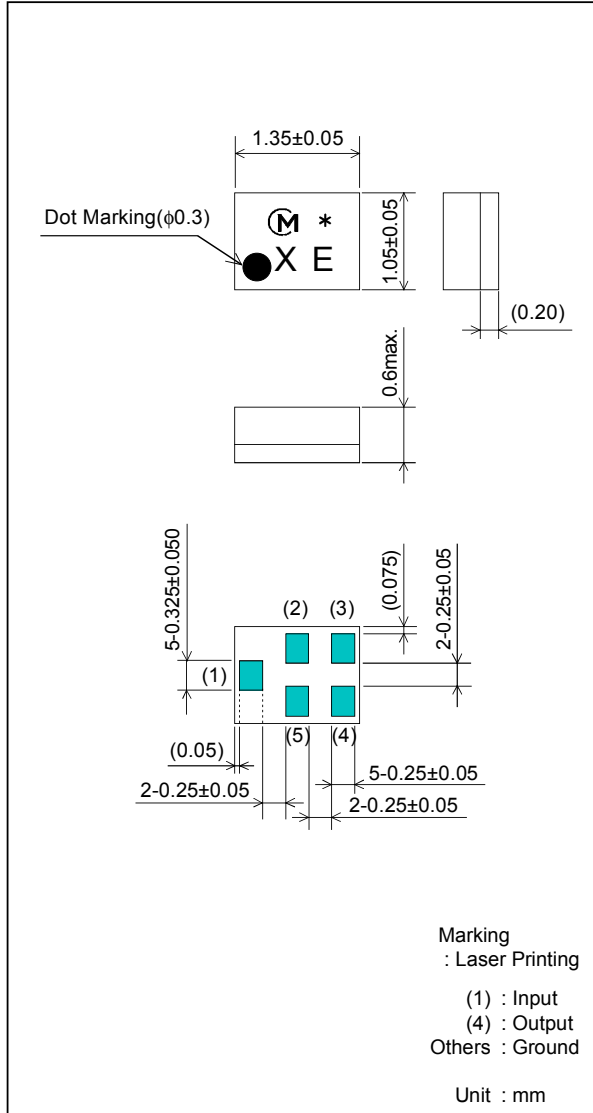 1.35±0.05
Dot Marking(ϕ0.3)
M *
X E
1.05±0.05
(0.20)
0.6max.
5-0.325±0.050
(2) (3)
(0.075)
2-0.25±0.05
(1)
(5) (4)
(0.05)
5-0.25±0.05
2-0.25±0.05
2-0.25±0.05
Marking
: Laser Printing
(1) : Input
(4) : Output
Others : Ground
Unit : mm